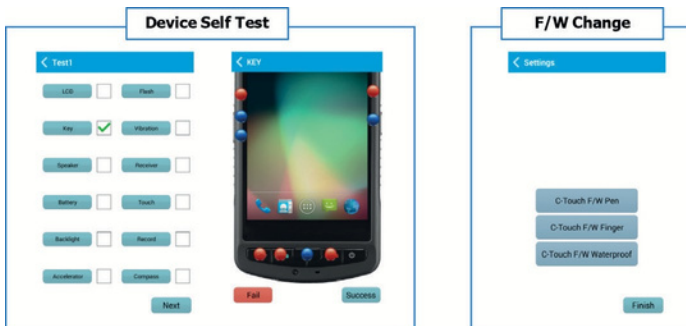 Device Self Test
F/W Change
Test1
LCD
Flash
Key
Vibration
Speaker
Receiver
Battery
Touch
Backlight
Record
Accelerator
Compass
Next
KEY
Fail
Success
Settings
C-Touch F/W Pen
C-Touch F/W Finger
C-Touch F/W Waterproof
Finish